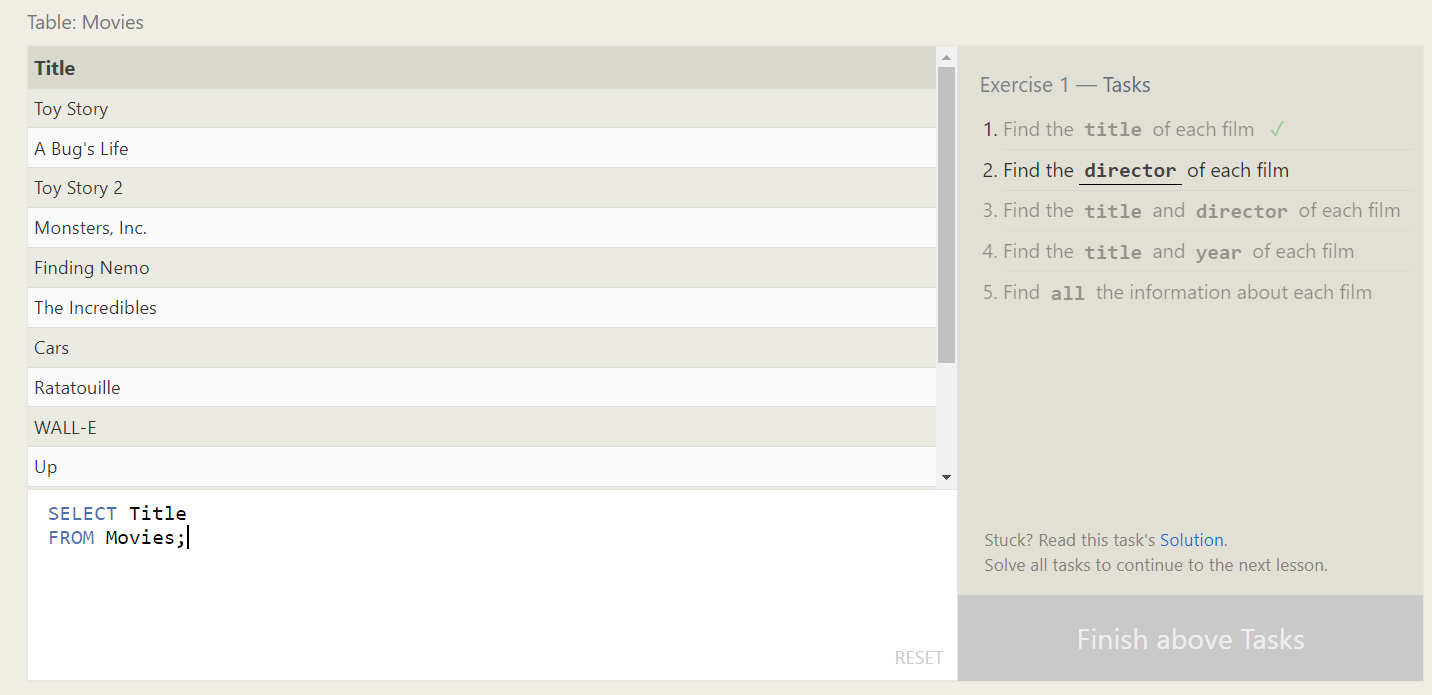 Table: Movies
Title
Toy Story
A Bug's Life
Toy Story 2
Monsters, Inc.
Finding Nemo
The Incredibles
Cars
Ratatouille
WALL-E
Up
SELECT Title
FROM Movies;
RESET
Exercise 1 — Tasks
1. Find the title of each film ✓
2. Find the director of each film
3. Find the title and director of each film
4. Find the title and year of each film
5. Find all the information about each film
Stuck? Read this task's Solution.
Solve all tasks to continue to the next lesson.
Finish above Tasks